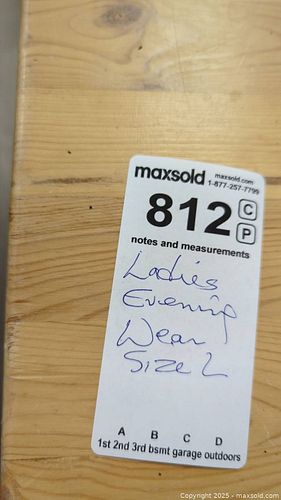 maxsold maxsold.com
1-877-257-7799
812 C
P
notes and measurements
Ladies
Evening
Wear
Size L
A B C D
1st 2nd 3rd bsmt garage outdoors
Copyright 2025 - maxsold.com